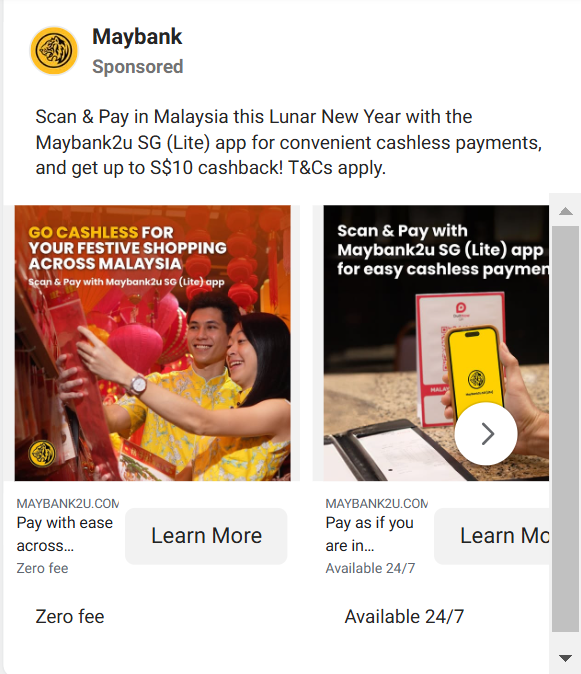 Maybank
Sponsored
Scan & Pay in Malaysia this Lunar New Year with the
Maybank2u SG (Lite) app for convenient cashless payments,
and get up to S$10 cashback! T&Cs apply.
GO CASHLESS FOR
YOUR FESTIVE SHOPPING
ACROSS MALAYSIA
Scan & Pay with Maybank2u SG (Lite) app
Scan & Pay with
Maybank2u SG (Lite) app
for easy cashless paymen
MAYBANK2U.COM
Pay with ease
across...
Zero fee
Learn More
MAYBANK2U.COM
Pay as if you
are in...
Available 24/7
Learn Mo
Zero fee
Available 24/7